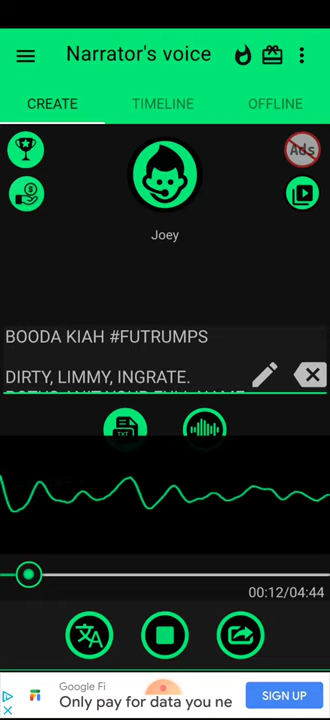 Narrator's voice
CREATE TIMELINE OFFLINE
Ads
Joey
BOODA KIAH #FUTRUMPS
DIRTY, LIMMY, INGRATE.
TXT
00:12/04:44
Google Fi
Only pay for data you ne
SIGN UP